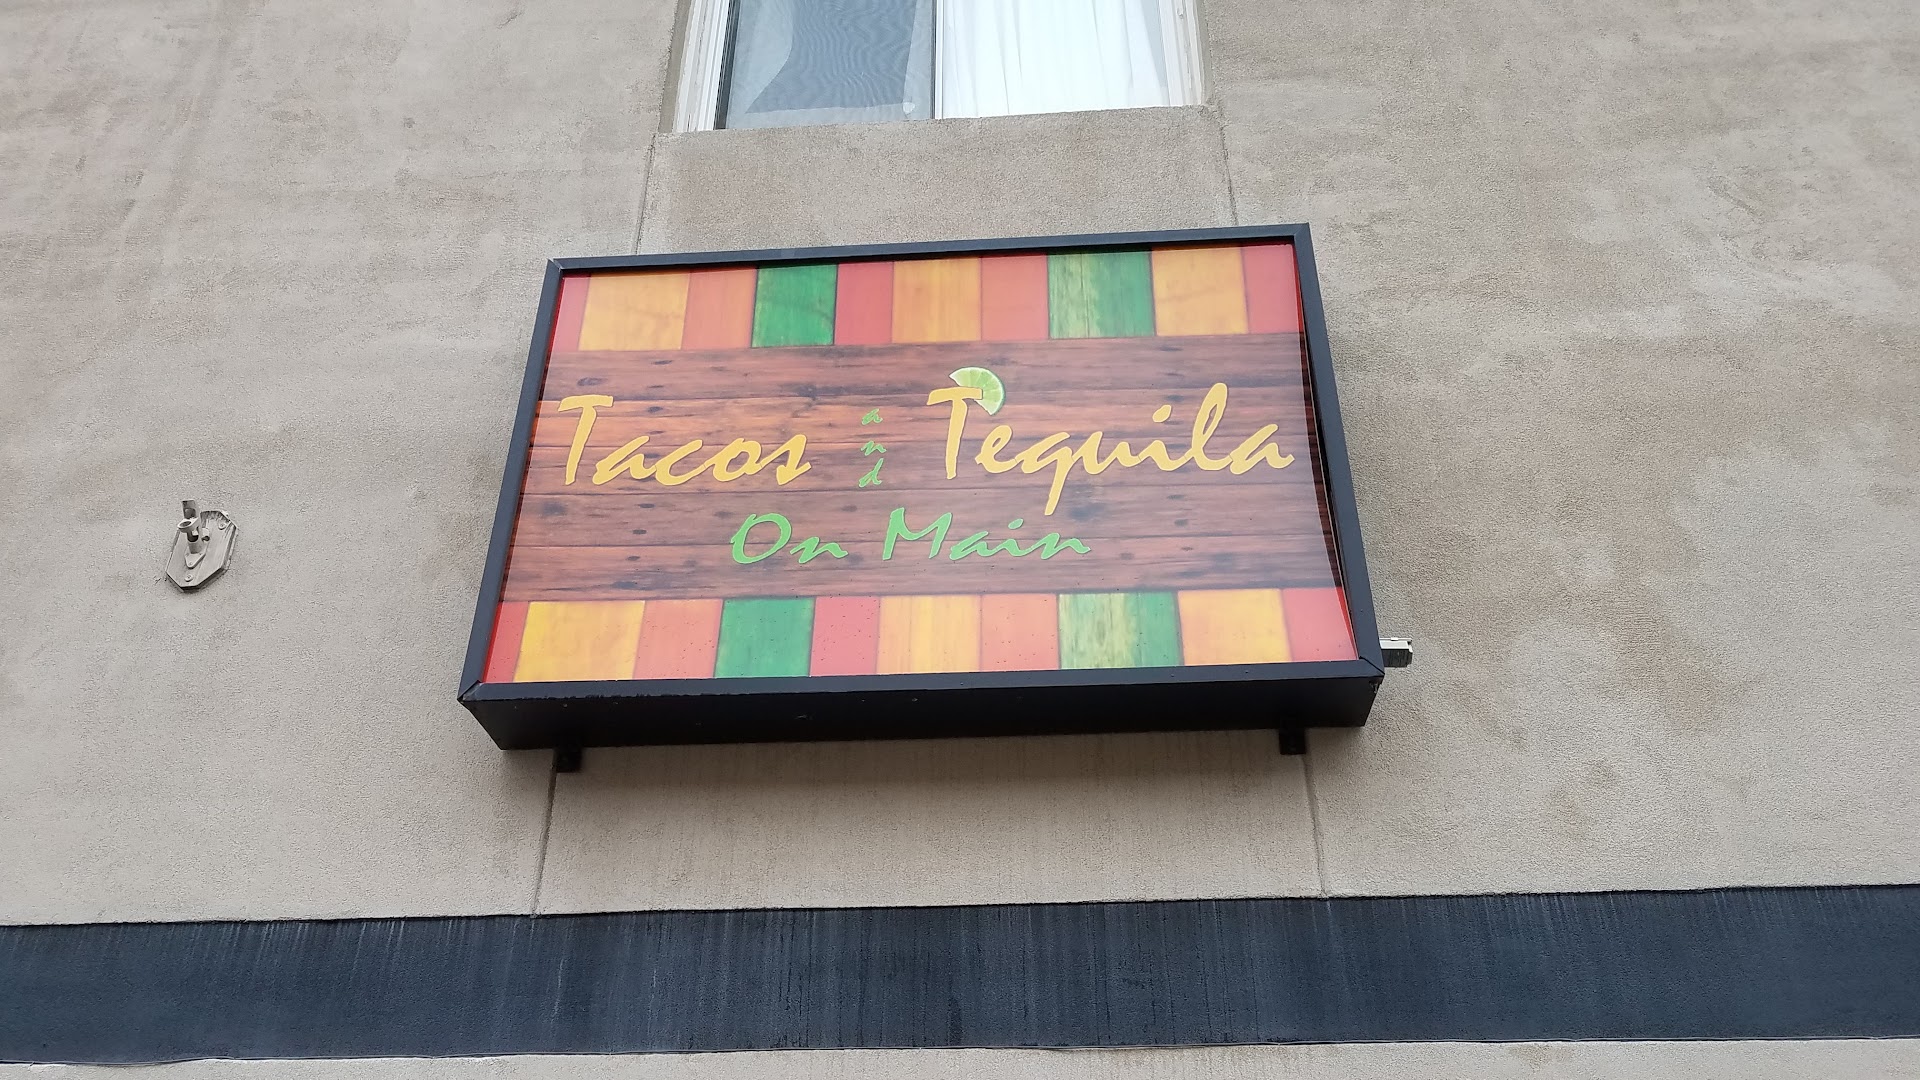 Tacos and Tequila
On Main